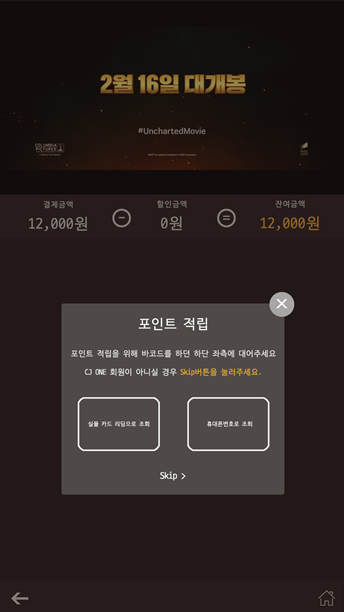 2월 16일 대개봉
#UnchartedMovie
결제금액
할인금액
잔여금액
12,000원
0원
12,000원
포인트 적립
포인트 적립을 위해 바코드를 하던 하단 좌측에 대어주세요
CJ ONE 회원이 아니실 경우 Skip버튼을 눌러주세요.
실물 카드 리딩으로 조회
휴대폰번호로 조회
Skip >